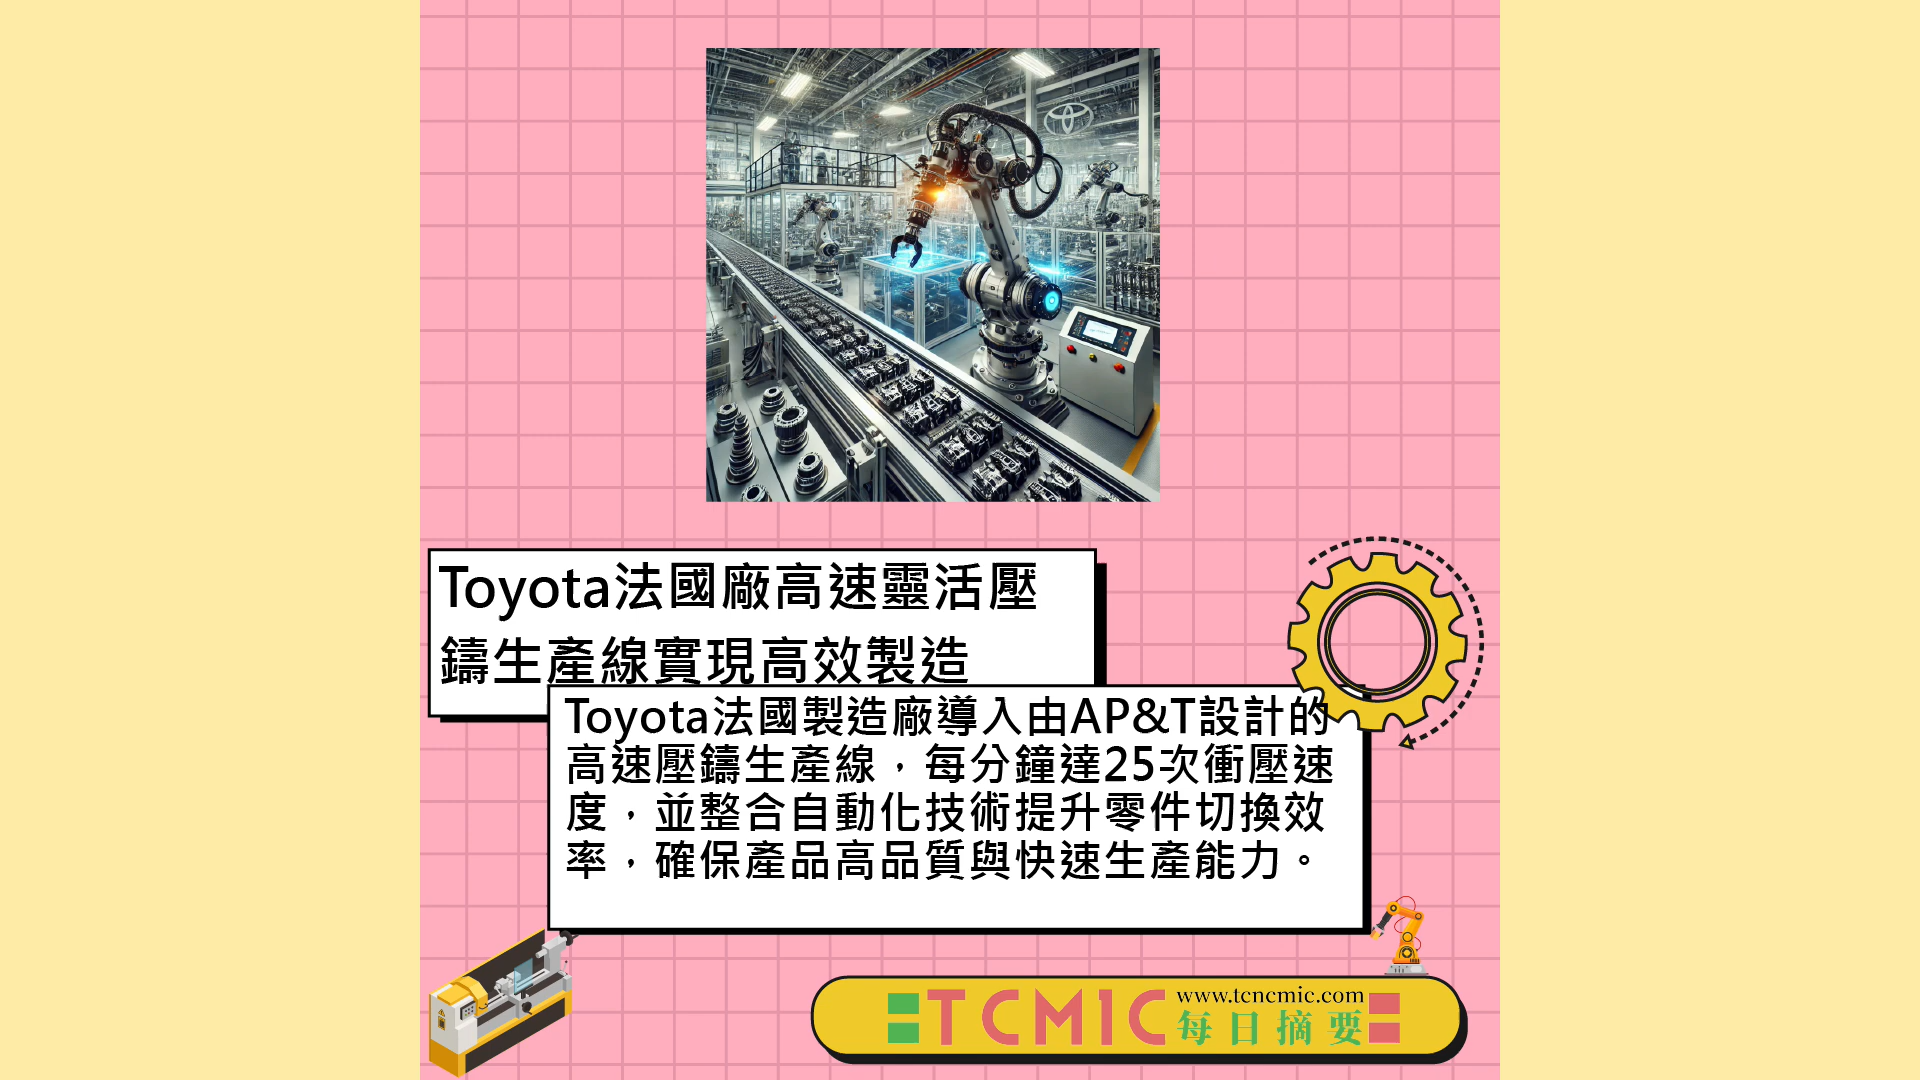 Toyota法國廠高速靈活壓
鑄生產線實現高效製造
Toyota法國製造廠導入由AP&T設計的
高速壓鑄生產線，每分鐘達25次衝壓速
度，並整合自動化技術提升零件切換效
率，確保產品高品質與快速生產能力。
TCMIC
www.tcncmic.com
每日摘要